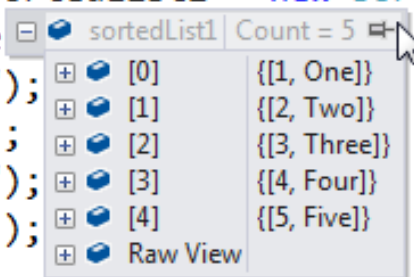 sortedList1 Count = 5
); [0] {[1, One]}
[1] {[2, Two]}
; [2] {[3, Three]}
); [3] {[4, Four]}
); [4] {[5, Five]}
Raw View